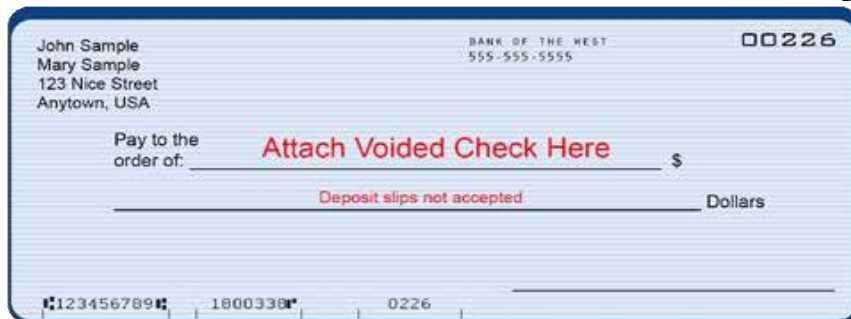 John Sample
Mary Sample
123 Nice Street
Anytown, USA
BANK OF THE WEST
555-555-5555
00226
Pay to the
order of:
Attach Voided Check Here
$
Deposit slips not accepted
Dollars
⑆123456789⑆ 1800338⑈ 0226